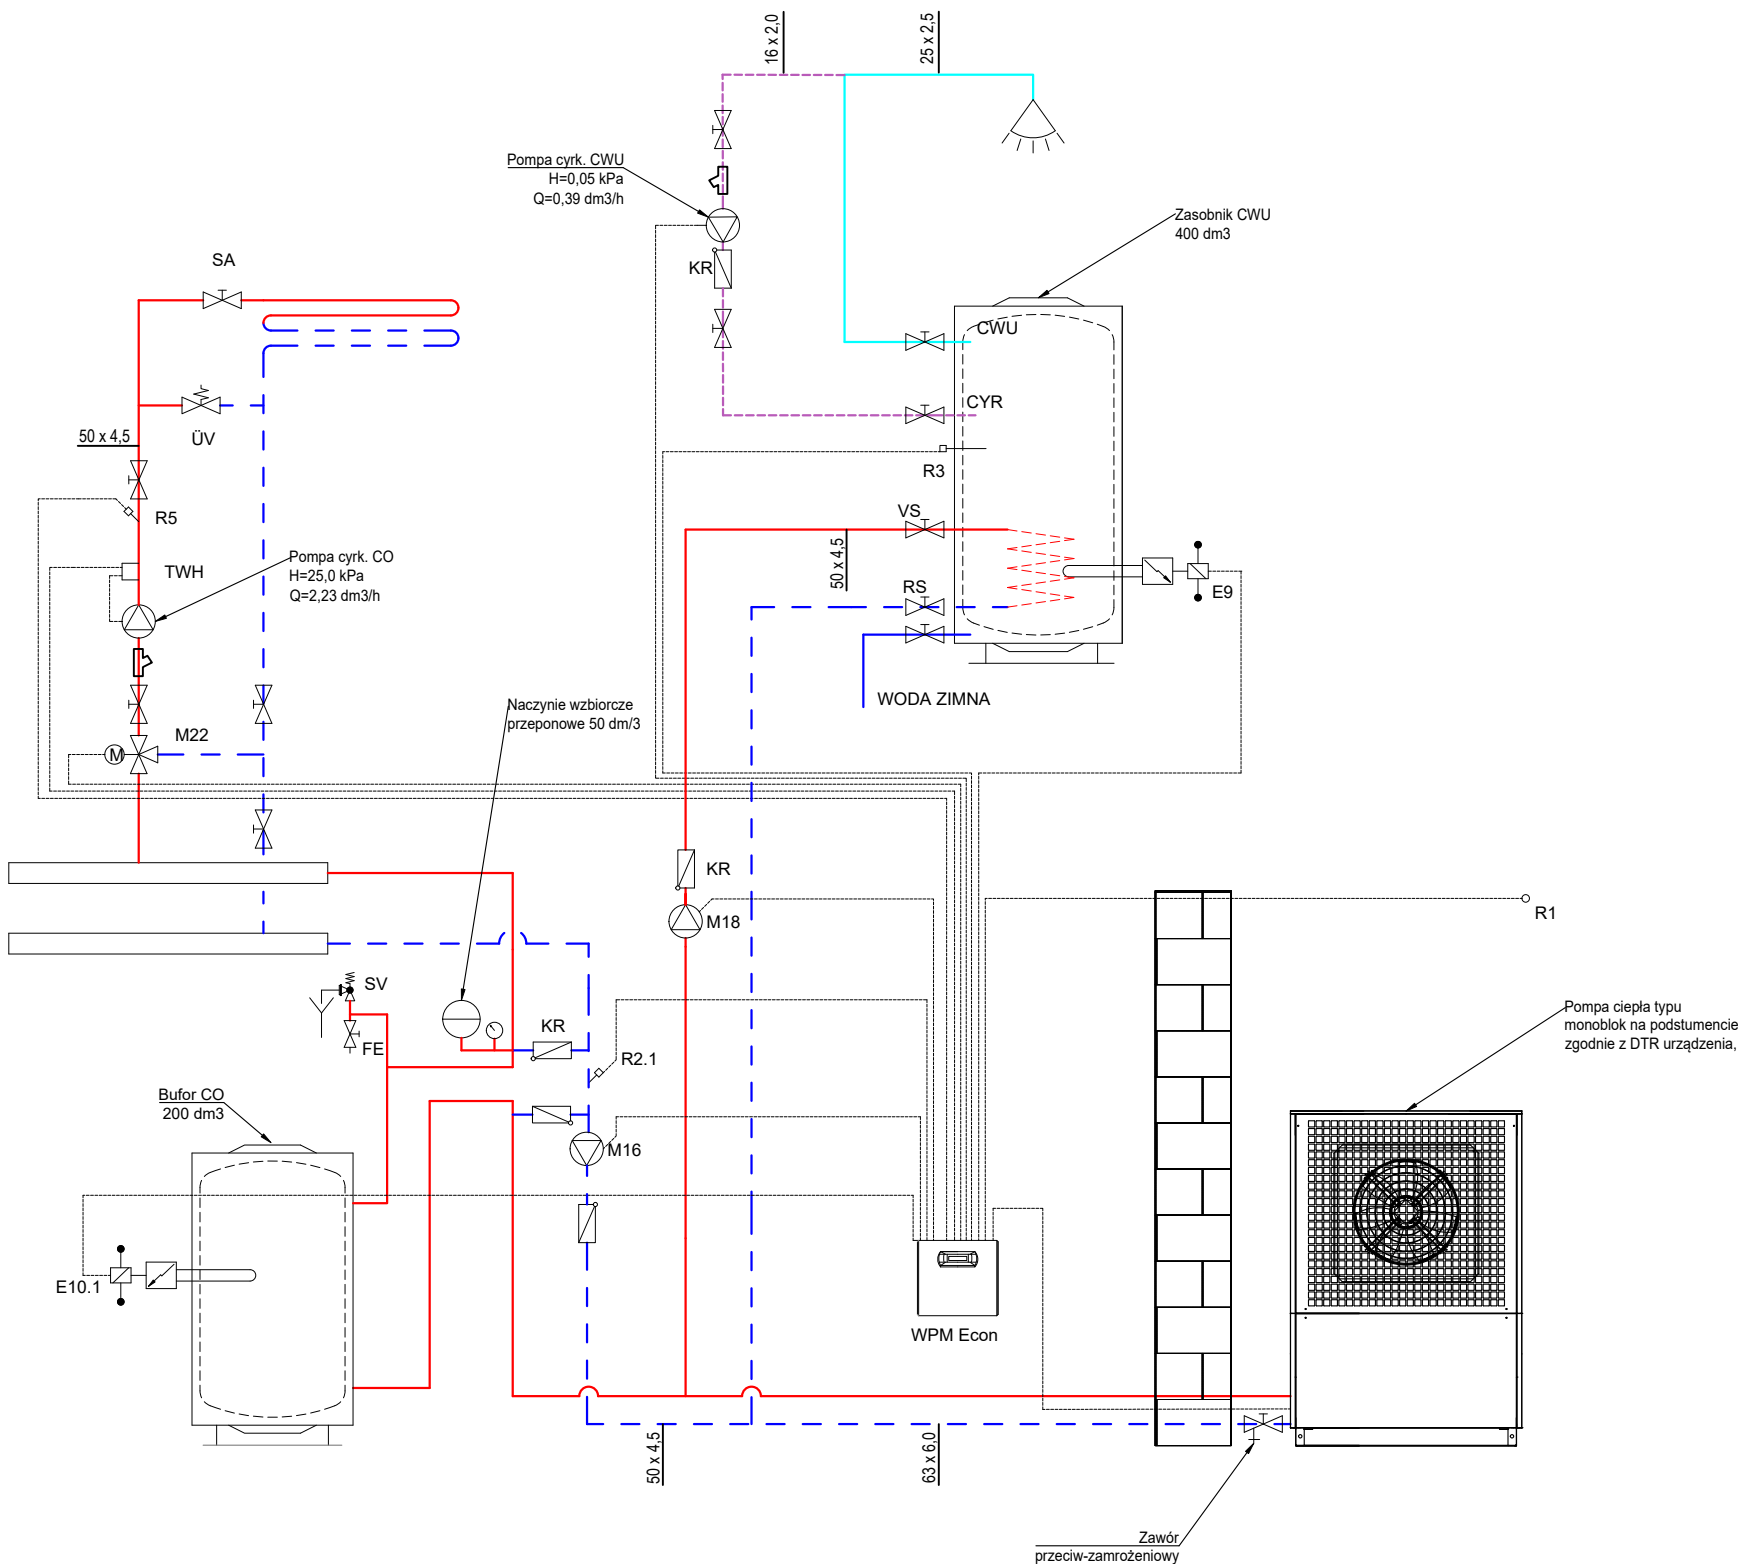 16 x 2,0
25 x 2,5
Pompa cyrk. CWU
H=0,05 kPa
Q=0,39 dm3/h
Zasobnik CWU
400 dm3
SA
KR
CWU
CYR
ÜV
50 x 4,5
R3
R5
VS
TWH
Pompa cyrk. CO
H=25,0 kPa
Q=2,23 dm3/h
50 x 4,5
RS
E9
WODA ZIMNA
Naczynie wzbiorcze
przeponowe 50 dm/3
M22
M
KR
M18
R1
SV
FE
KR
R2.1
Pompa ciepła typu
monoblok na podstumencie
zgodnie z DTR urządzenia,
Bufor CO
200 dm3
M16
E10.1
WPM Econ
50 x 4,5
63 x 6,0
Zawór
przeciw-zamrożeniowy